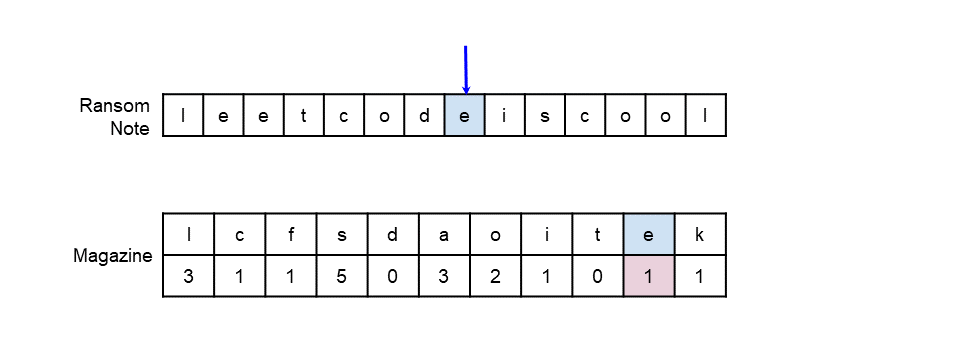 Ransom Note
l e e t c o d e i s c o o l
Magazine
l c f s d a o i t e k
3 1 1 5 0 3 2 1 0 1 1